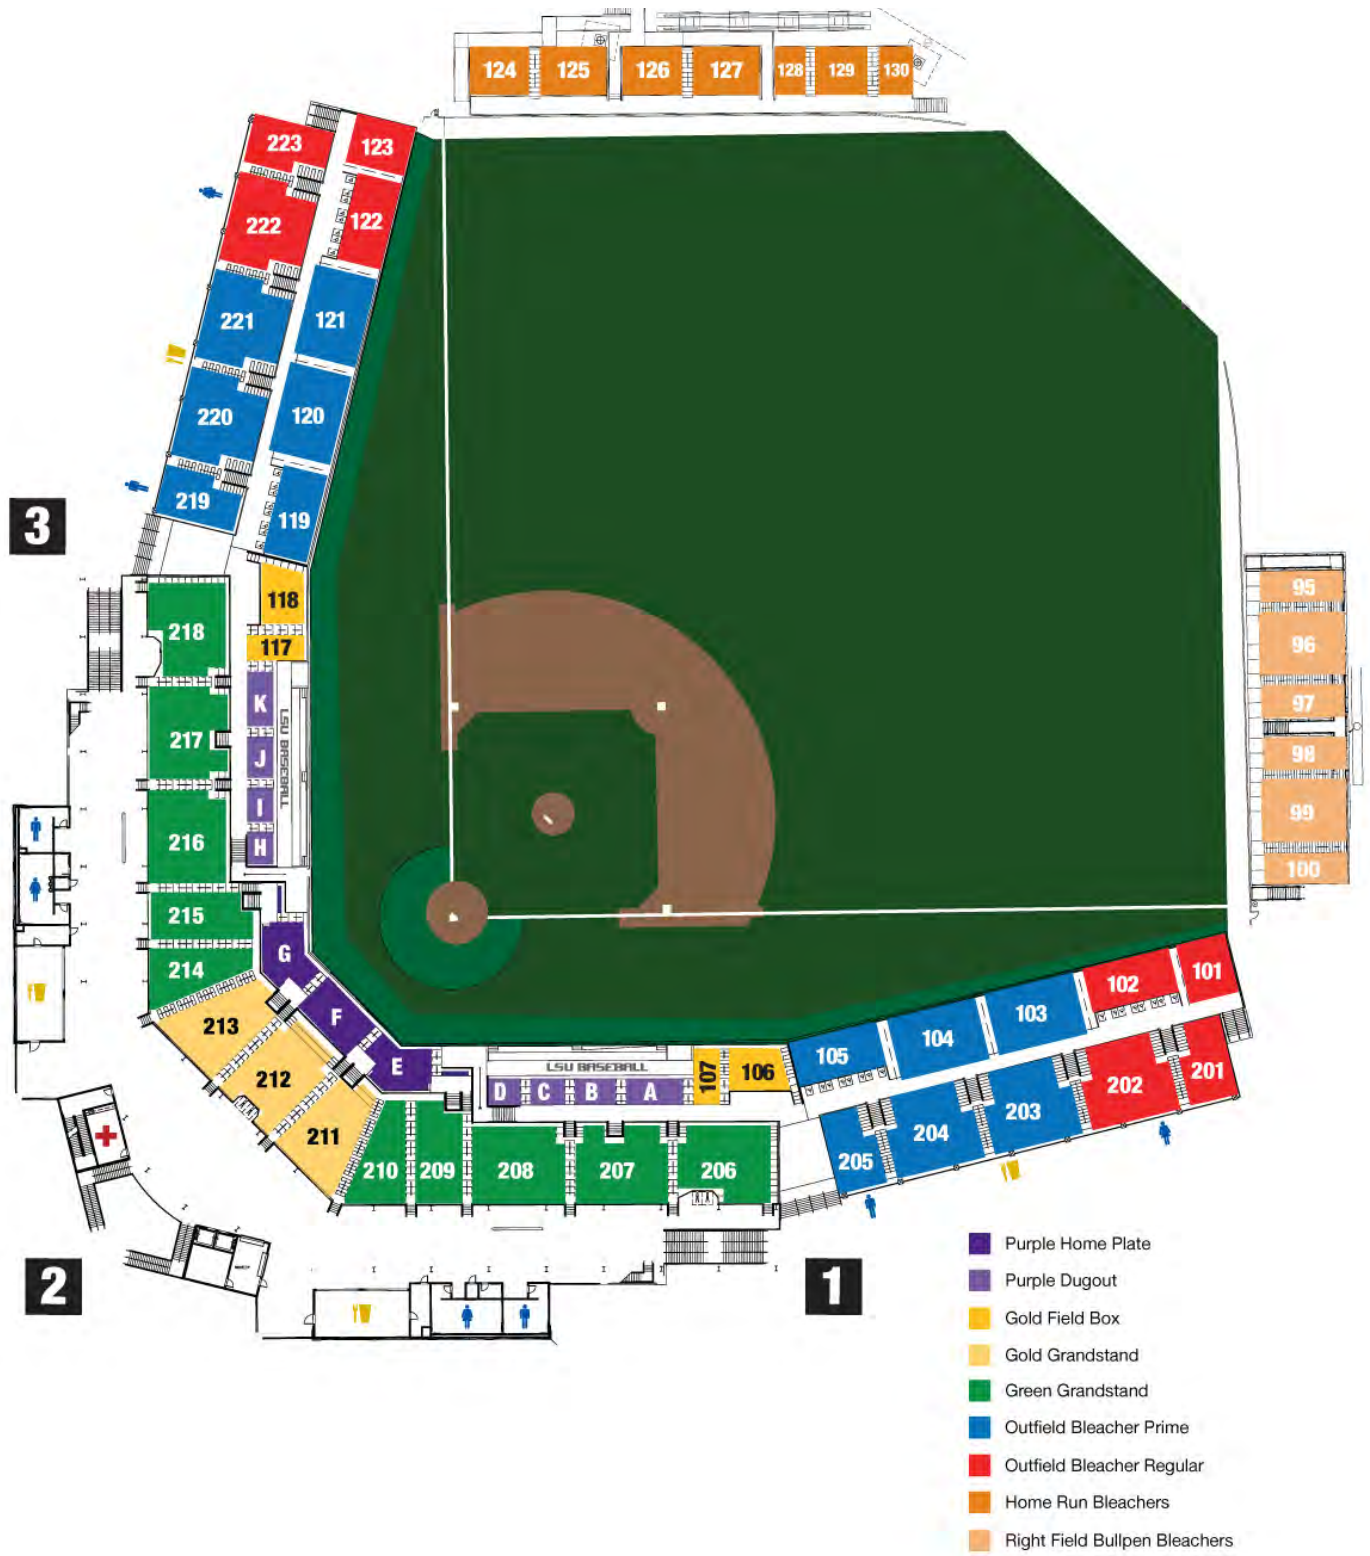 124 125 126 127 128 129 130
223 123
222 122
221 121
220 120
219 119
3
118
117
218
217
216
215
214
K
J
I
H
LSU BASEBALL
95
96
97
98
99
100
G
F
E
213
212
211
LSU BASEBALL
D C B A
107 106
105 104 103 102 101
210 209 208 207 206
205 204 203 202 201
2
1
Purple Home Plate
Purple Dugout
Gold Field Box
Gold Grandstand
Green Grandstand
Outfield Bleacher Prime
Outfield Bleacher Regular
Home Run Bleachers
Right Field Bullpen Bleachers